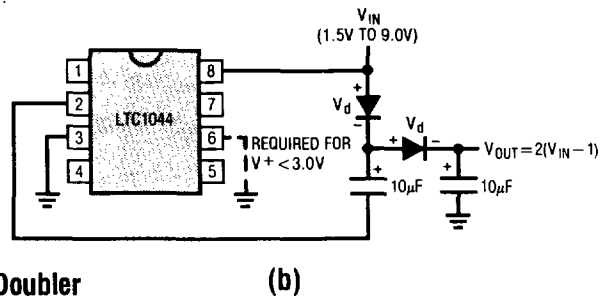 VIN
(1.5V TO 9.0V)
1
8
+
Vd
-
2
LTC1044
7
3
6
REQUIRED FOR
V+ <3.0V
Vd
+
-
VOUT=2(VIN-1)
4
5
+
10μF
+
10μF
Doubler
(b)